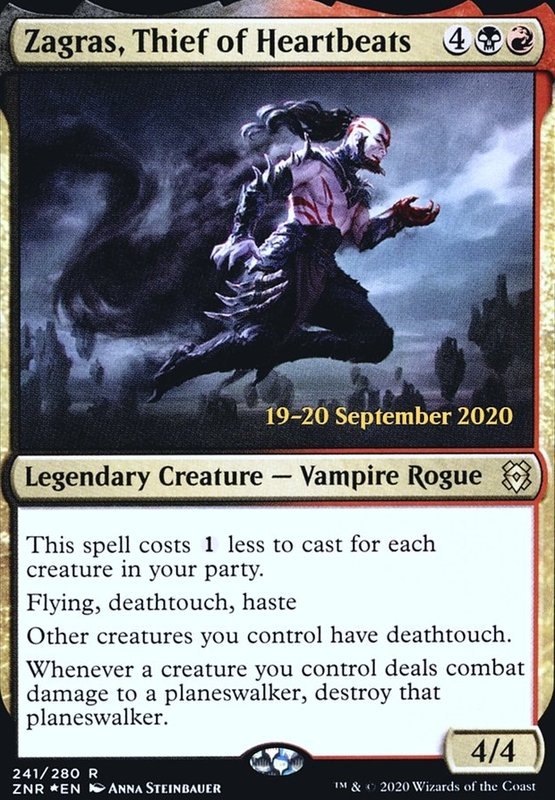 Zagras, Thief of Heartbeats 4
19–20 September 2020
Legendary Creature — Vampire Rogue
This spell costs 1 less to cast for each
creature in your party.
Flying, deathtouch, haste
Other creatures you control have deathtouch.
Whenever a creature you control deals combat
damage to a planeswalker, destroy that
planeswalker.
4/4
241/280 R
ZNR ★EN Anna Steinbauer
™ & © 2020 Wizards of the Coast